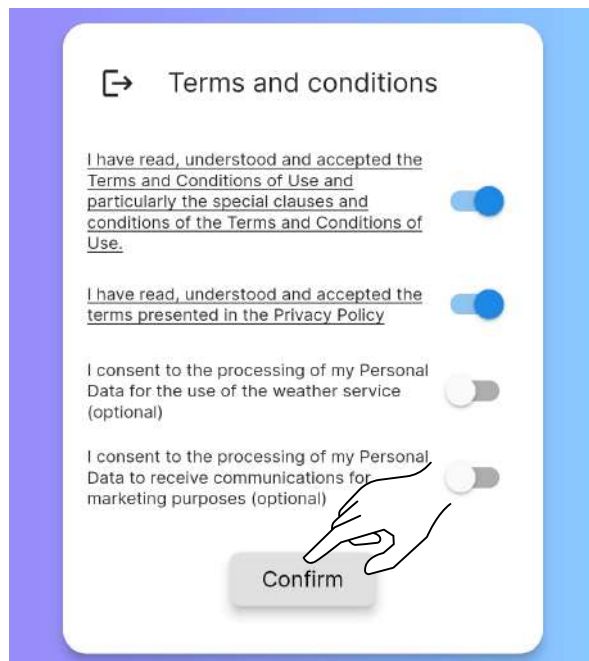 Terms and conditions
I have read, understood and accepted the
Terms and Conditions of Use and
particularly the special clauses and
conditions of the Terms and Conditions of
Use.
I have read, understood and accepted the
terms presented in the Privacy Policy
I consent to the processing of my Personal
Data for the use of the weather service
(optional)
I consent to the processing of my Personal
Data to receive communications for
marketing purposes (optional)
Confirm